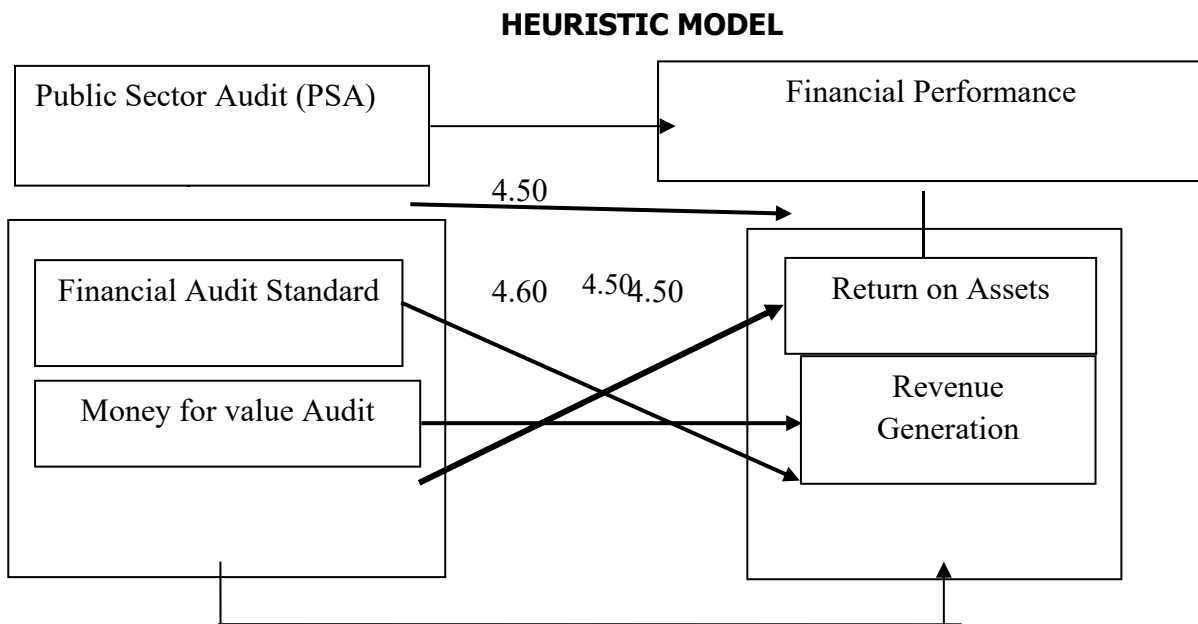 HEURISTIC MODEL
Public Sector Audit (PSA)
Financial Performance
4.50
Financial Audit Standard
4.60
4.50
4.50
Return on Assets
Money for value Audit
Revenue
Generation